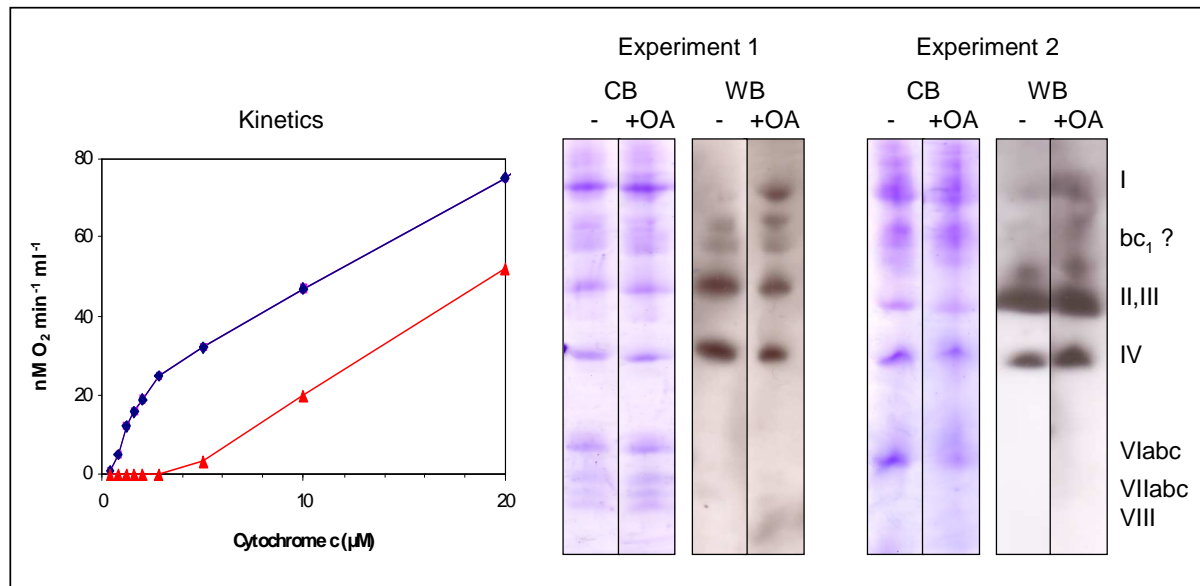 Kinetics
nM O₂ min⁻¹ ml⁻¹
80
60
40
20
0
0 10 20
Cytochrome c (µM)
Experiment 1
CB WB
- +OA - +OA
Experiment 2
CB WB
- +OA - +OA
I
bc₁ ?
II,III
IV
VIabc
VIIabc
VIII